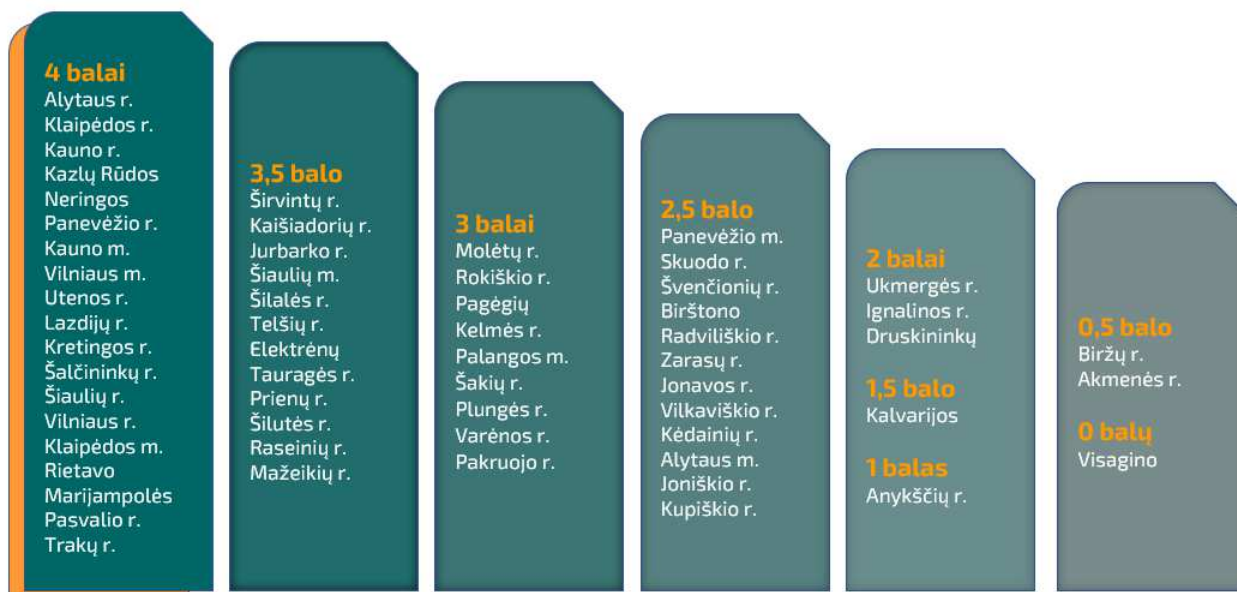 4 balai
Alytaus r.
Klaipėdos r.
Kauno r.
Kazlų Rūdos
Neringos
Panevėžio r.
Kauno m.
Vilniaus m.
Utenos r.
Lazdijų r.
Kretingos r.
Šalčininkų r.
Šiaulių r.
Vilniaus r.
Klaipėdos m.
Rietavo
Marijampolės
Pasvalio r.
Trakų r.
3,5 balo
Širvintų r.
Kaišiadorių r.
Jurbarko r.
Šiaulių m.
Šilalės r.
Telšių r.
Elektrėnų
Tauragės r.
Prienų r.
Šilutės r.
Raseinių r.
Mažeikių r.
3 balai
Molėtų r.
Rokiškio r.
Pagėgių
Kelmės r.
Palangos m.
Šakių r.
Plungės r.
Varėnos r.
Pakruojo r.
2,5 balo
Panevėžio m.
Skuodo r.
Švenčionių r.
Birštono
Radviliškio r.
Zarasų r.
Jonavos r.
Vilkaviškio r.
Kėdainių r.
Alytaus m.
Joniškio r.
Kupiškio r.
2 balai
Ukmergės r.
Ignalinos r.
Druskininkų
1,5 balo
Kalvarijos
1 balas
Anykščių r.
0,5 balo
Biržų r.
Akmenės r.
0 balų
Visagino